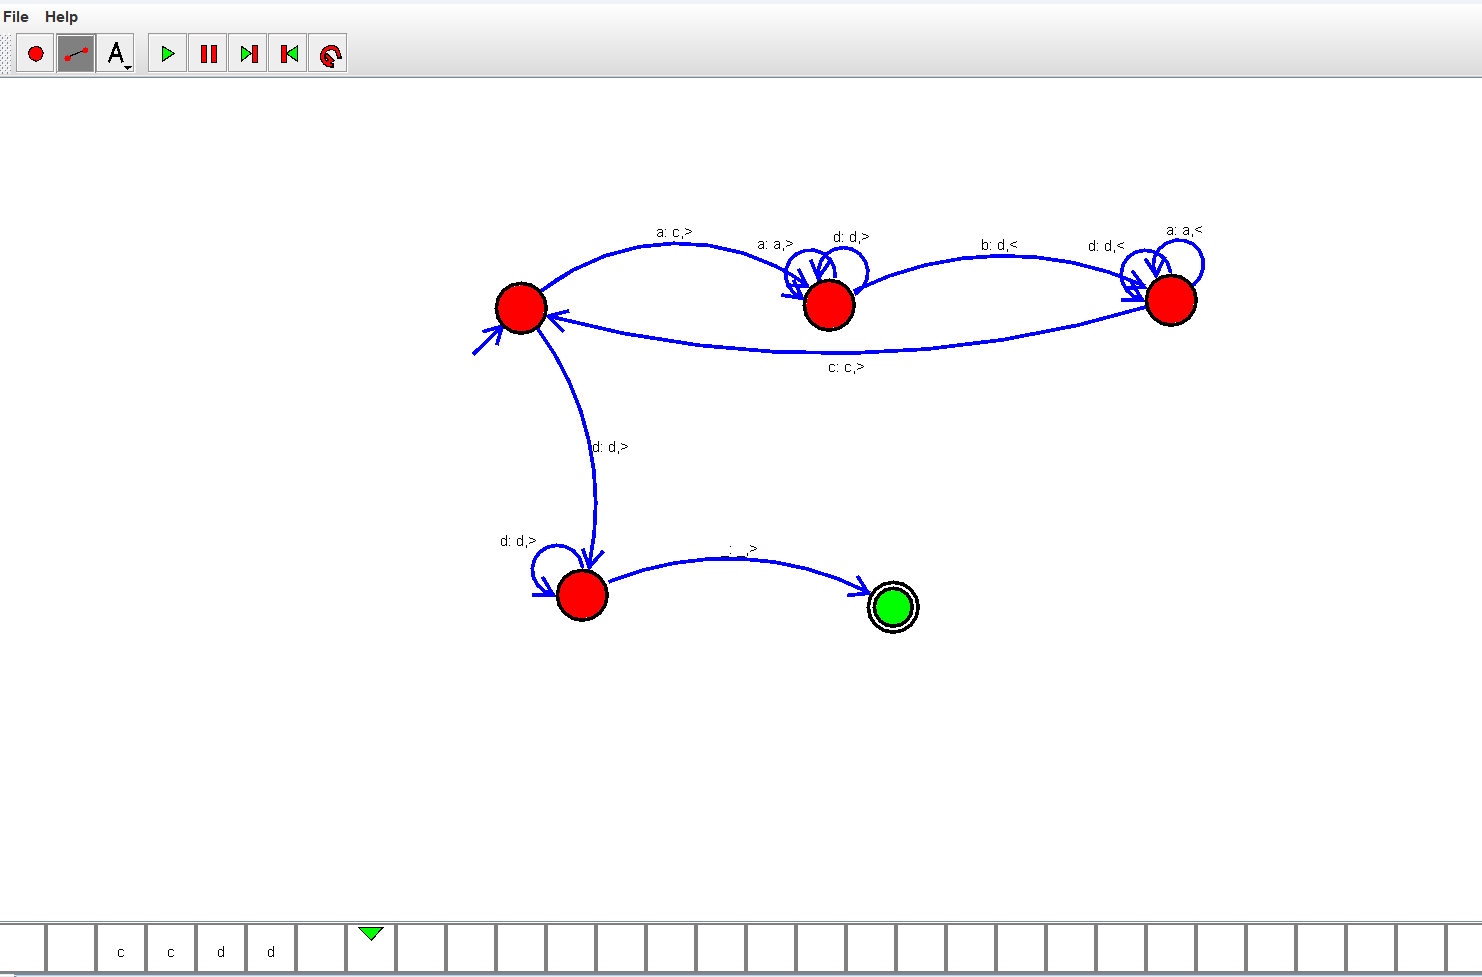 File Help
A
a: c,>
a: a,>
d: d,>
b: d,<
d: d,<
a: a,<
c: c,>
d: d,>
d: d,>
_: _,>
c c d d